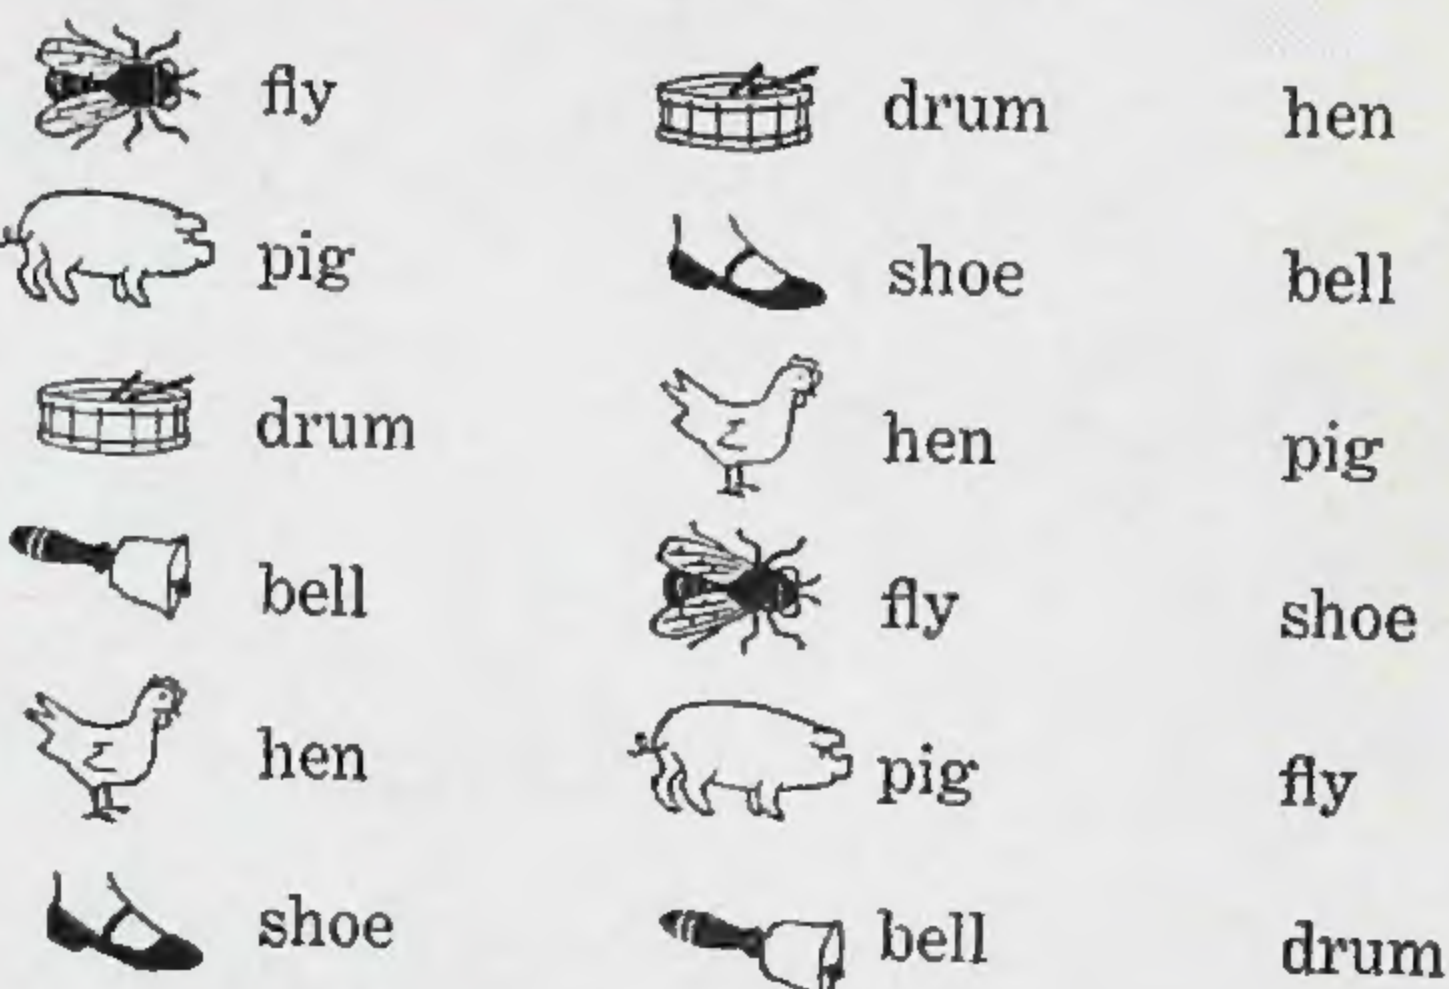 fly drum hen
pig shoe bell
drum hen pig
bell fly shoe
hen pig fly
shoe bell drum